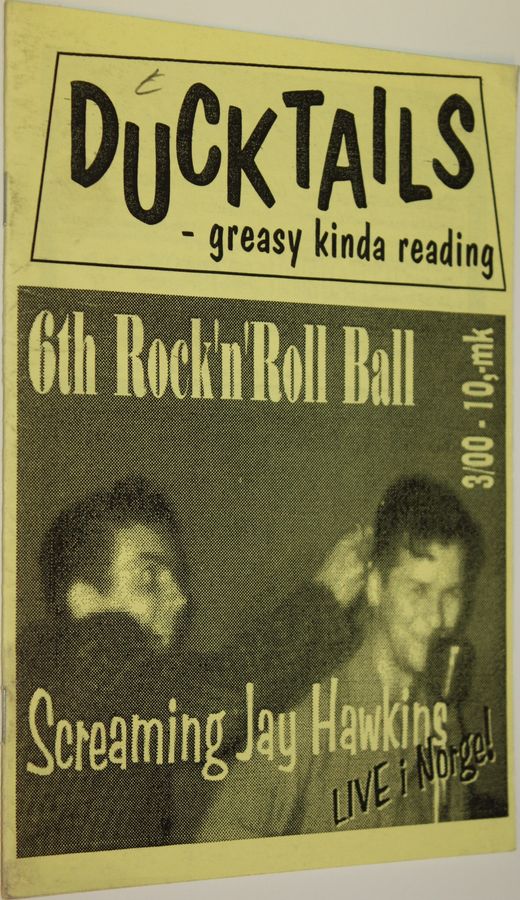 DUCKTAILS
- greasy kinda reading
6th Rock'n'Roll Ball
3/00 - 10,-mk
Screaming Jay Hawkins
LIVE i Norge!